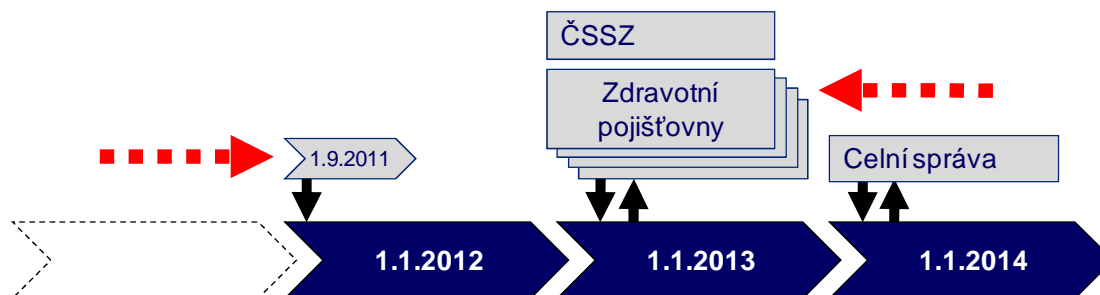 ČSSZ
Zdravotní
pojišťovny
1.9.2011
Celní správa
1.1.2012
1.1.2013
1.1.2014